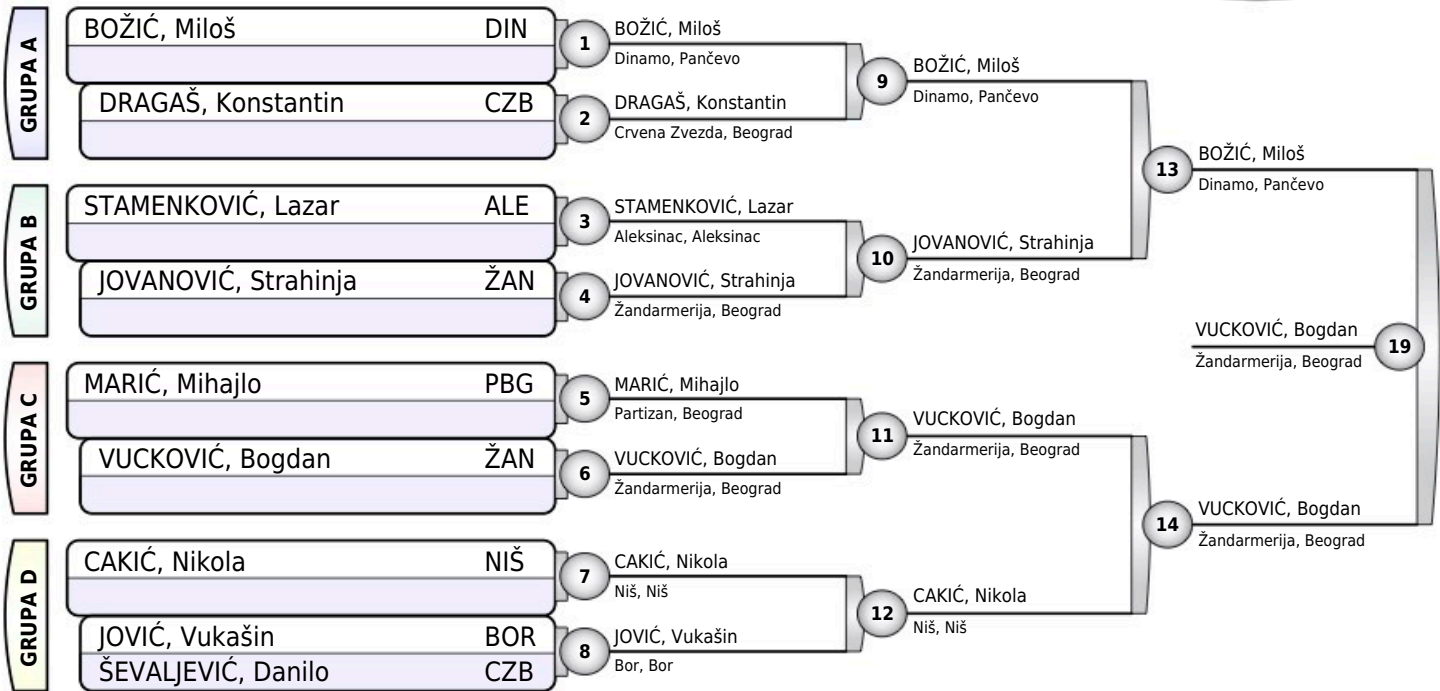 GRUPA A
BOŽIĆ, Miloš DIN
DRAGAŠ, Konstantin CZB
GRUPA B
STAMENKOVIĆ, Lazar ALE
JOVANOVIĆ, Strahinja ŽAN
GRUPA C
MARIĆ, Mihajlo PBG
VUCKOVIĆ, Bogdan ŽAN
GRUPA D
CAKIĆ, Nikola NIŠ
JOVIĆ, Vukašin BOR
ŠEVALJEVIĆ, Danilo CZB
1
BOŽIĆ, Miloš
Dinamo, Pančevo
2
DRAGAŠ, Konstantin
Crvena Zvezda, Beograd
3
STAMENKOVIĆ, Lazar
Aleksinac, Aleksinac
4
JOVANOVIĆ, Strahinja
Žandarmerija, Beograd
5
MARIĆ, Mihajlo
Partizan, Beograd
6
VUCKOVIĆ, Bogdan
Žandarmerija, Beograd
7
CAKIĆ, Nikola
Niš, Niš
8
JOVIĆ, Vukašin
Bor, Bor
9
BOŽIĆ, Miloš
Dinamo, Pančevo
10
JOVANOVIĆ, Strahinja
Žandarmerija, Beograd
11
VUCKOVIĆ, Bogdan
Žandarmerija, Beograd
12
CAKIĆ, Nikola
Niš, Niš
13
BOŽIĆ, Miloš
Dinamo, Pančevo
14
VUCKOVIĆ, Bogdan
Žandarmerija, Beograd
VUCKOVIĆ, Bogdan
Žandarmerija, Beograd
19